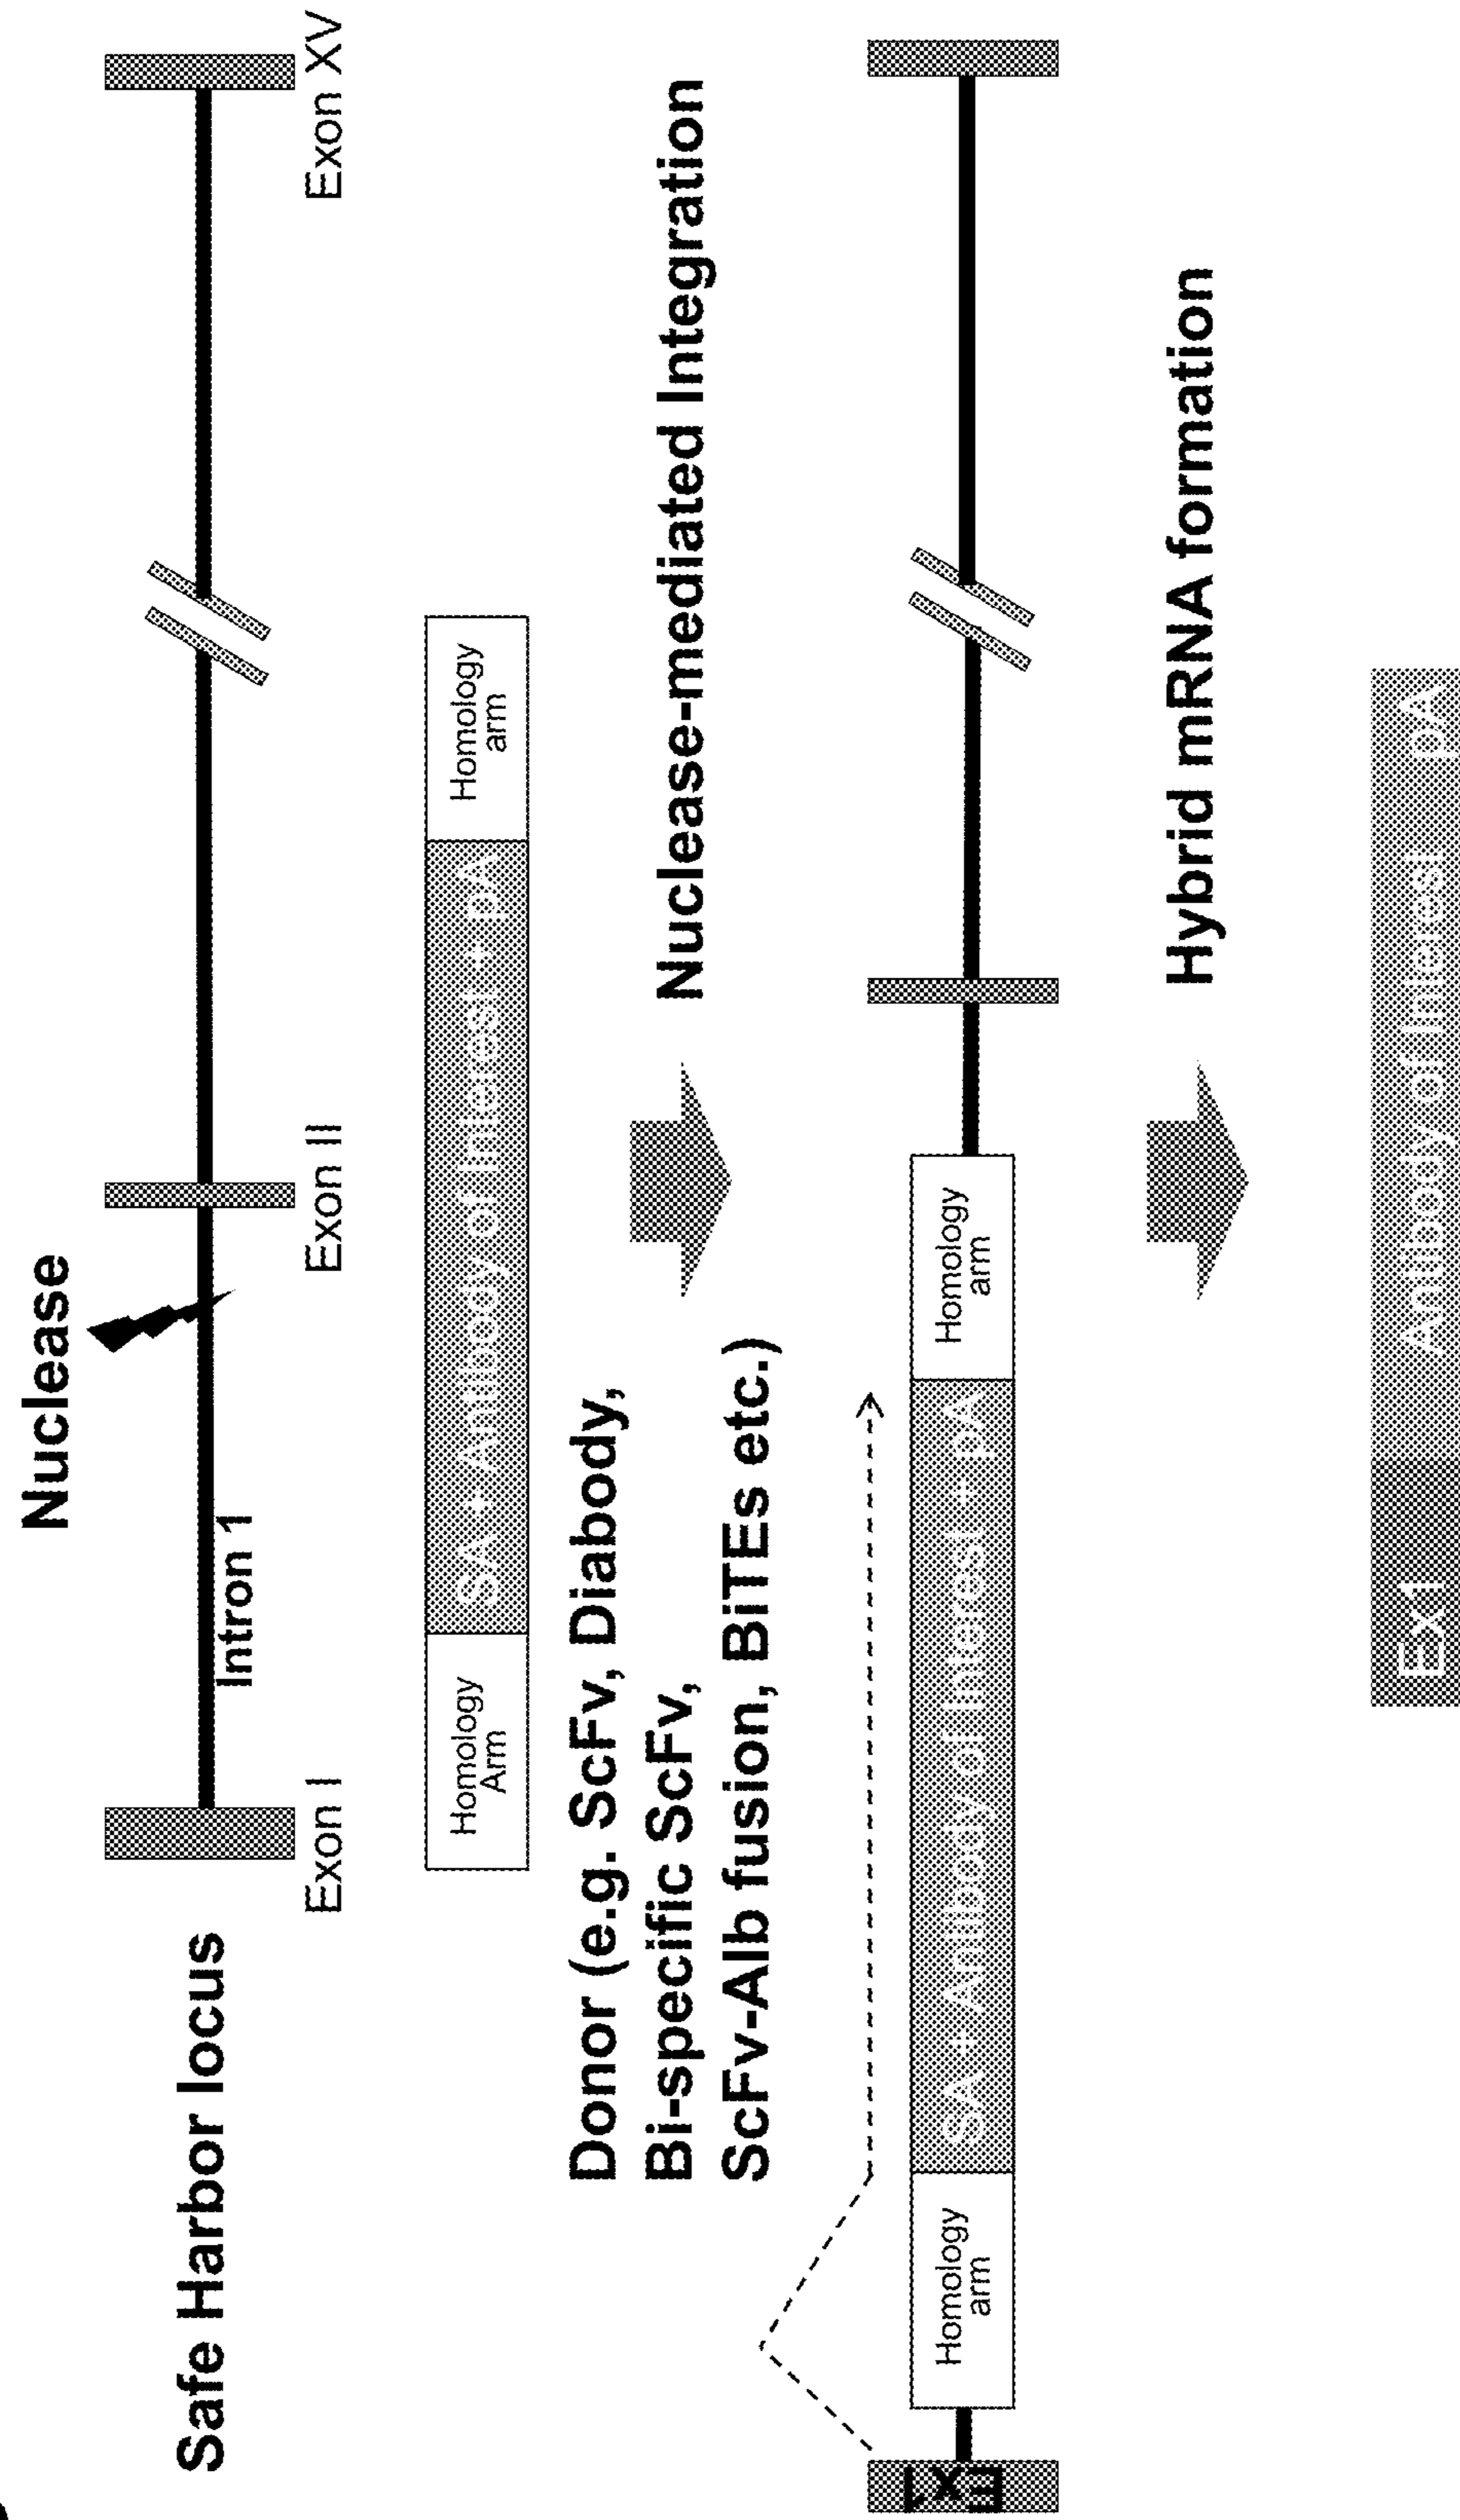 Nuclease
Safe Harbor locus
Intron 1
Exon I
Exon II
Exon XV
Homology
Arm
SA + Antibody of Interest + pA
Homology
arm
Donor (e.g. ScFv, Diabody,
Bi-specific ScFv,
ScFv-Alb fusion, BiTEs etc.)
Nuclease-mediated Integration
Ex1
Homology
arm
SA + Antibody of Interest + pA
Homology
arm
Hybrid mRNA formation
Ex1
Antibody of Interest
pA